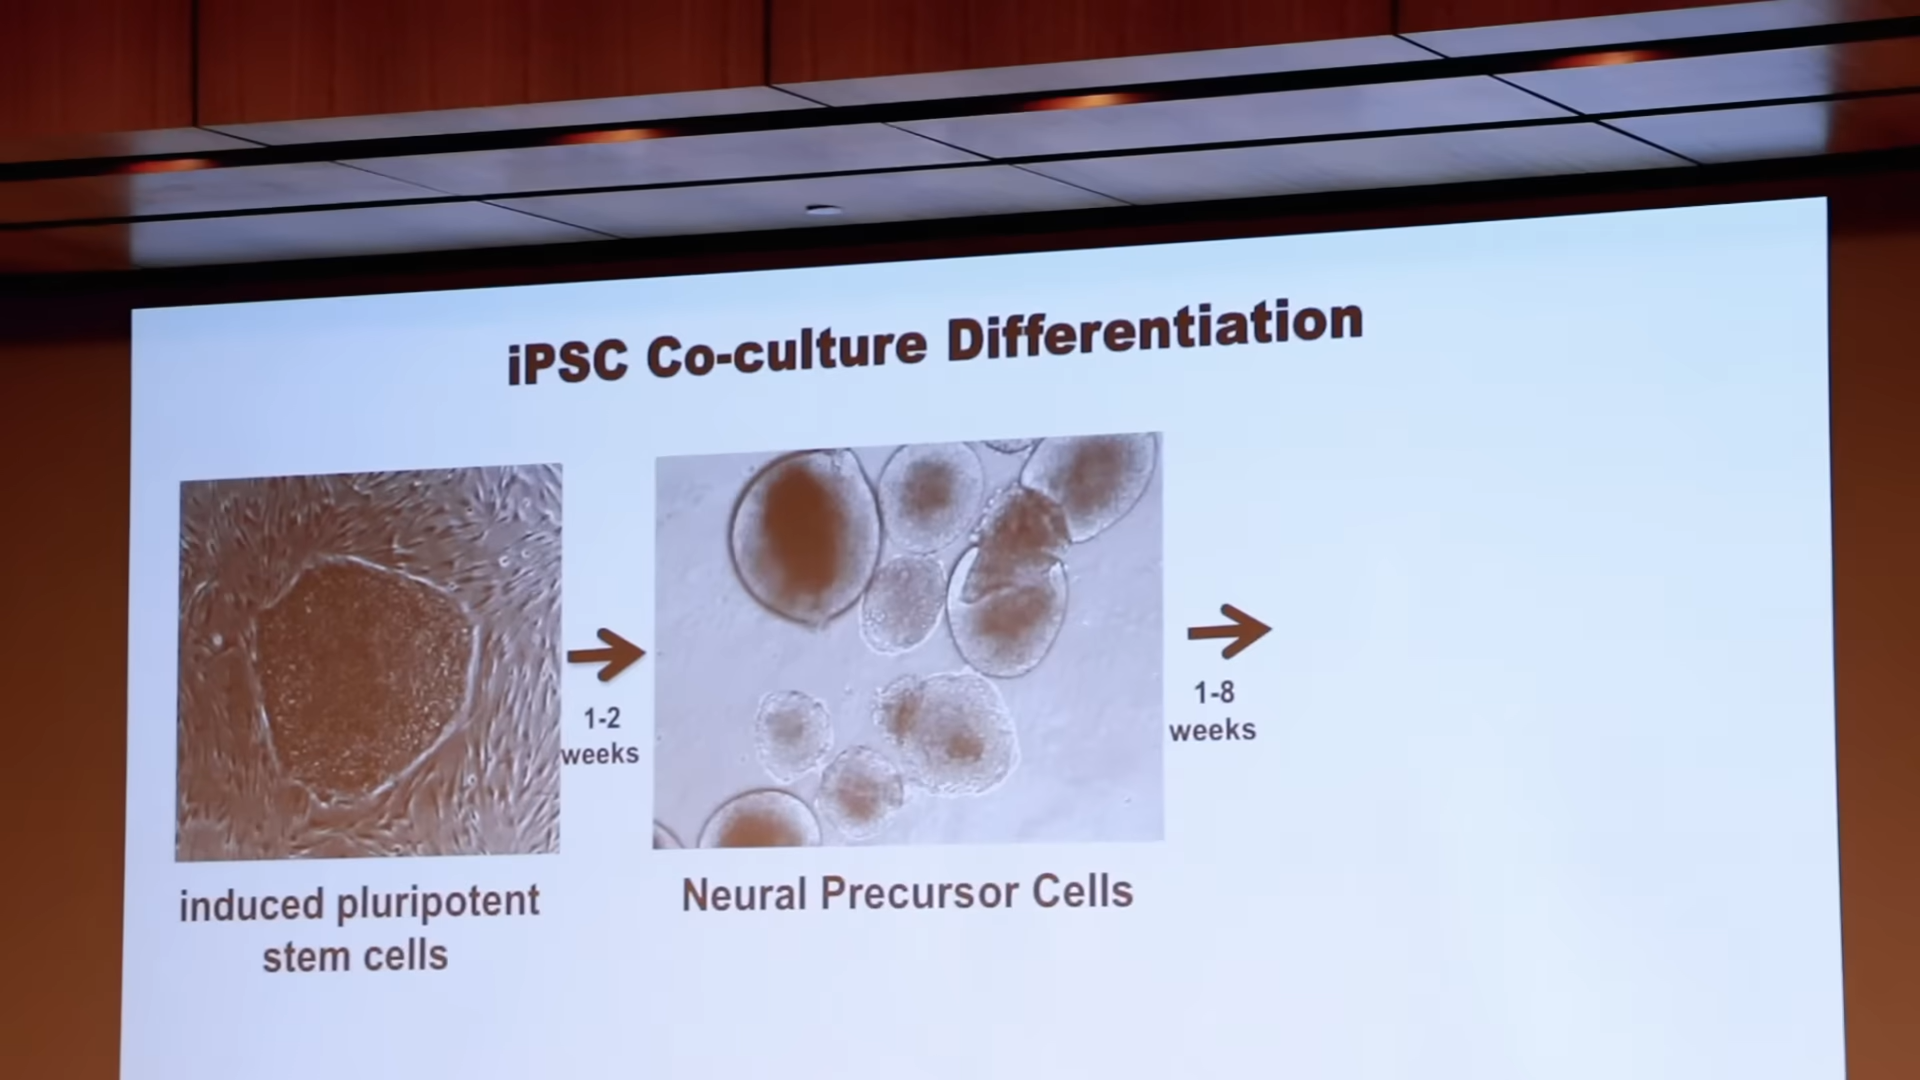 iPSC Co-culture Differentiation
1-2
weeks
1-8
weeks
induced pluripotent
stem cells
Neural Precursor Cells